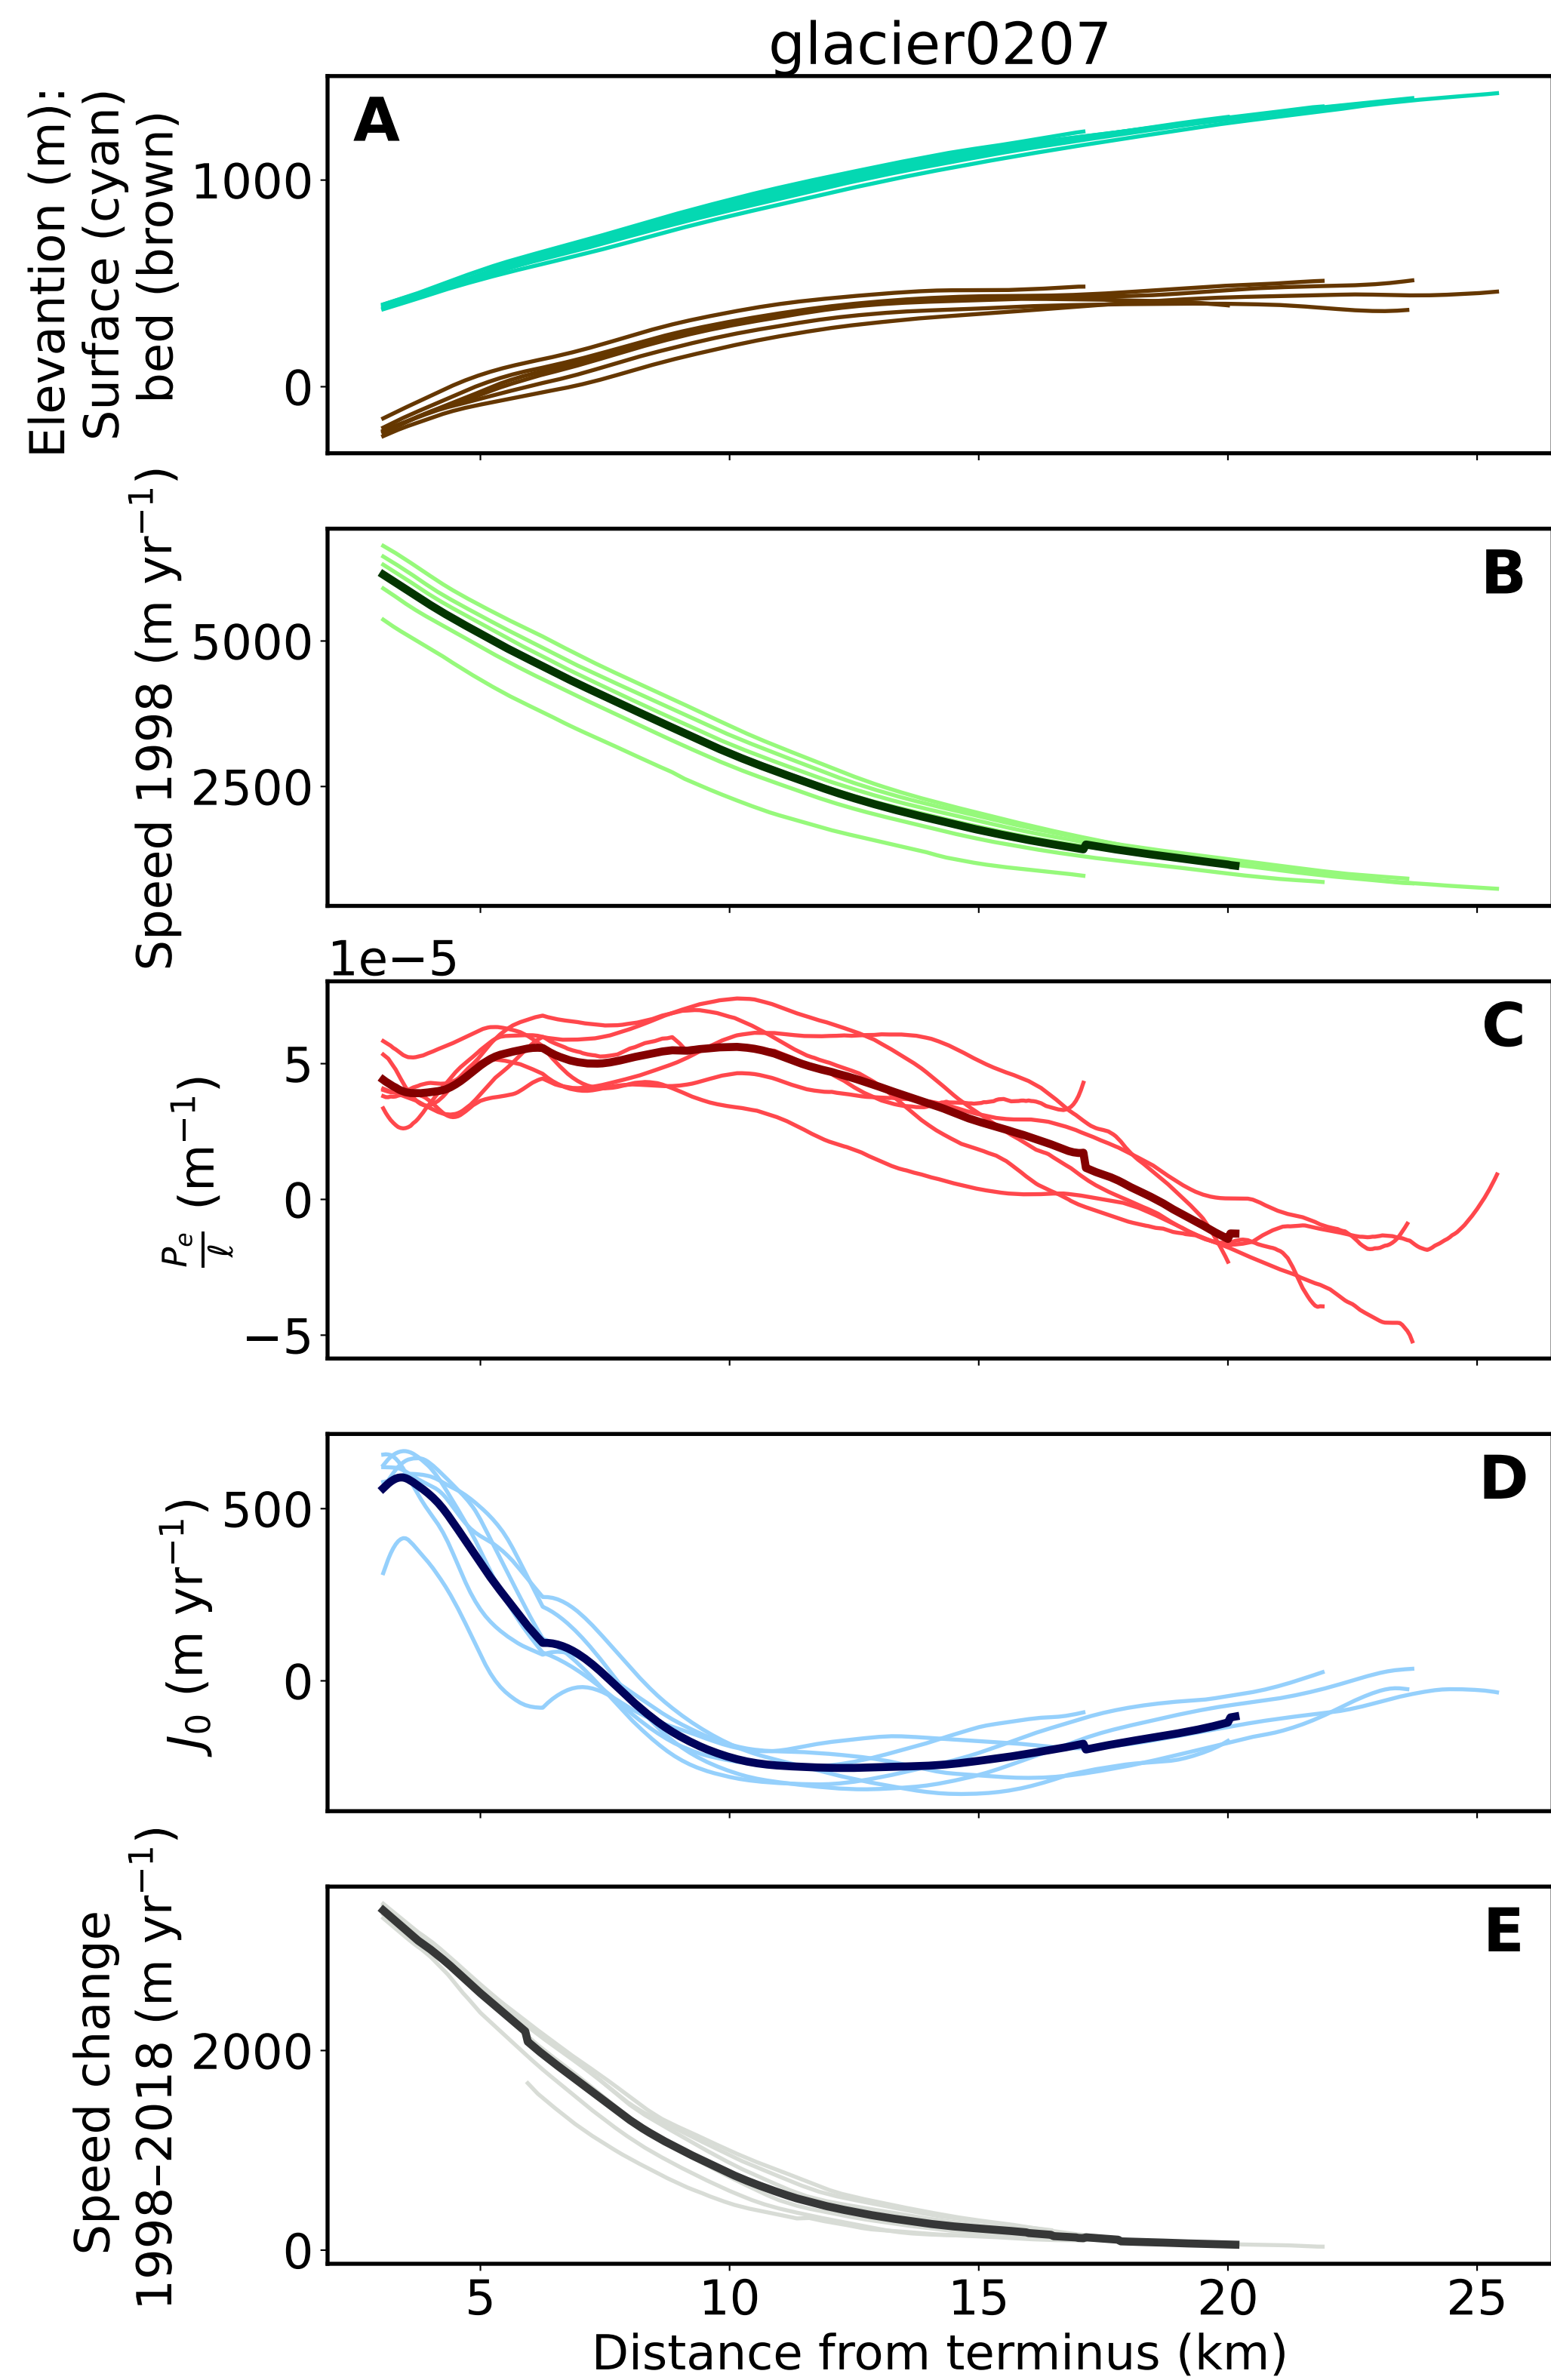 glacier0207
Elevantion (m):
Surface (cyan)
bed (brown)
1000
0
A
Speed 1998 (m yr⁻¹)
5000
2500
B
1e−5
P_e/ℓ (m⁻¹)
5
0
−5
C
J₀ (m yr⁻¹)
500
0
D
Speed change
1998–2018 (m yr⁻¹)
2000
0
E
5 10 15 20 25
Distance from terminus (km)